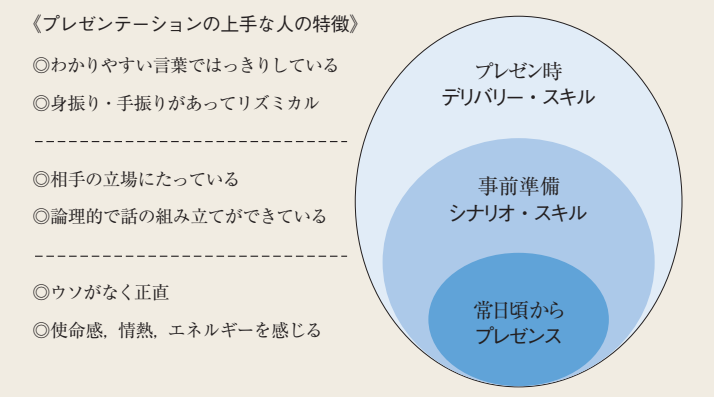 《プレゼンテーションの上手な人の特徴》
◎わかりやすい言葉ではっきりしている
◎身振り・手振りがあってリズミカル
◎相手の立場にたっている
◎論理的で話の組み立てができている
◎ウソがなく正直
◎使命感，情熱，エネルギーを感じる
プレゼン時
デリバリー・スキル
事前準備
シナリオ・スキル
常日頃から
プレゼンス